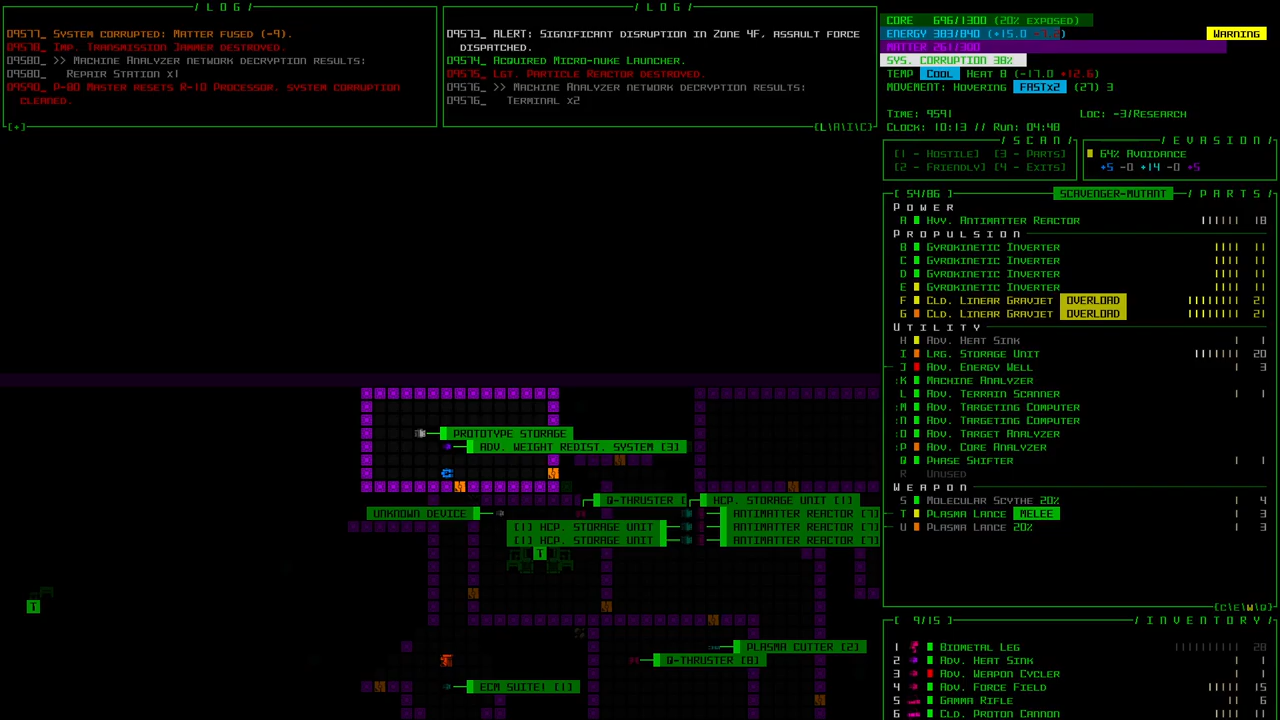 / L O G /
09577_ System corrupted: Matter fused (-9).
09578_ Imp. Transmission Jammer destroyed.
09580_ >> Machine Analyzer network decryption results:
09580_ Repair Station x1
09590_ P-80 Master resets R-10 Processor, system corruption cleaned.
[+]
/ L O G /
09573_ ALERT: Significant disruption in Zone 4F, assault force dispatched.
09574_ Acquired Micro-nuke Launcher.
09575_ Lgt. Particle Reactor destroyed.
09576_ >> Machine Analyzer network decryption results:
09576_ Terminal x2
(L\A\I\C)
Core 696/1300 (20% exposed)
Energy 383/840 (+15.0
Warning
Matter 261/300
Sys. Corruption 38%
Temp Cool Heat 8 (-17.0 +12.6)
Movement: Hovering FASTx2 (27) 3
Time: 9591 Loc: -3/Research
Clock: 10:13 // Run: 04:48
/ S C A N /
[1 - Hostile] [3 - Parts]
[2 - Friendly] [4 - Exits]
/ E V A S I O N /
64% Avoidance
+5 -0 +14 -0 +5
[ 54/86 ] Scavenger-Mutant / P A R T S /
P o w e r
A Hvy. Antimatter Reactor 18
P r o p u l s i o n
B Gyrokinetic Inverter 11
C Gyrokinetic Inverter 11
D Gyrokinetic Inverter 11
E Gyrokinetic Inverter 11
F Cld. Linear Gravjet OVERLOAD 21
G Cld. Linear Gravjet OVERLOAD 21
U t i l i t y
H Adv. Heat Sink 1
I Lrg. Storage Unit 20
J Adv. Energy Well 3
:K Machine Analyzer
L Adv. Terrain Scanner
:M Adv. Targeting Computer
:N Adv. Targeting Computer
:O Adv. Target Analyzer
:P Adv. Core Analyzer
Q Phase Shifter 1
R Unused
W e a p o n
S Molecular Scythe 20% 4
T Plasma Lance MELEE 3
U Plasma Lance 20% 3
(C\E\W\Q)
[ 9/15 ] / I N V E N T O R Y /
1 Biometal Leg 28
2 Adv. Heat Sink 1
3 Adv. Weapon Cycler 1
4 Adv. Force Field 15
5 Gamma Rifle 6
6 Cld. Proton Cannon 11
Prototype Storage
Adv. Weight Redist. System [3]
Q-Thruster [
Hcp. Storage Unit [1]
Unknown Device
Antimatter Reactor [7]
[1] Hcp. Storage Unit
Antimatter Reactor [7]
[1] Hcp. Storage Unit
Antimatter Reactor [7]
T
T
Plasma Cutter [2]
Q-Thruster [8]
ECM Suite! [1]